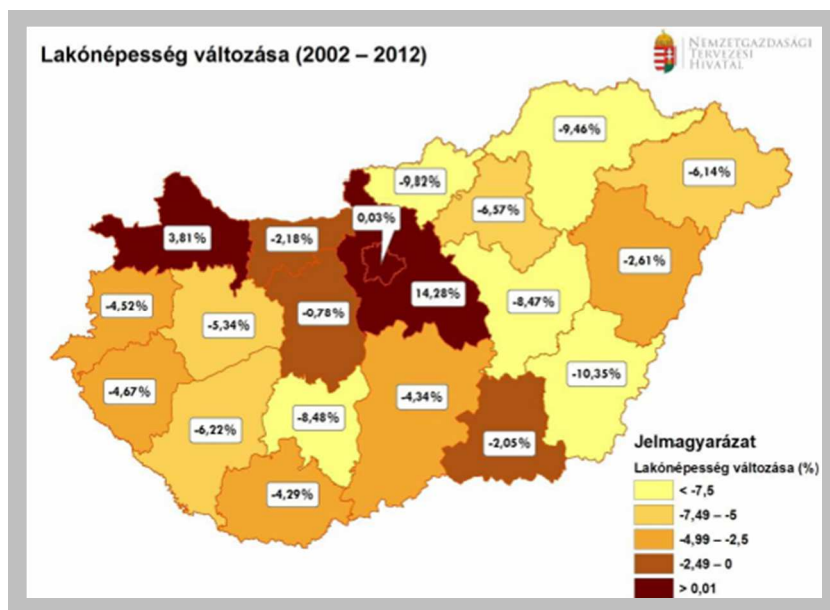 Lakónépesség változása (2002 – 2012)
NEMZETGAZDASÁGI
TERVEZÉSI
HIVATAL
-9,46%
-9,82%
-6,14%
0,03%
-6,57%
3,81%
-2,18%
-2,61%
14,28%
-8,47%
-4,52%
-0,78%
-5,34%
-10,35%
-4,67%
-4,34%
-8,48%
-6,22%
-2,05%
-4,29%
Jelmagyarázat
Lakónépesség változása (%)
< -7,5
-7,49 – -5
-4,99 – -2,5
-2,49 – 0
> 0,01